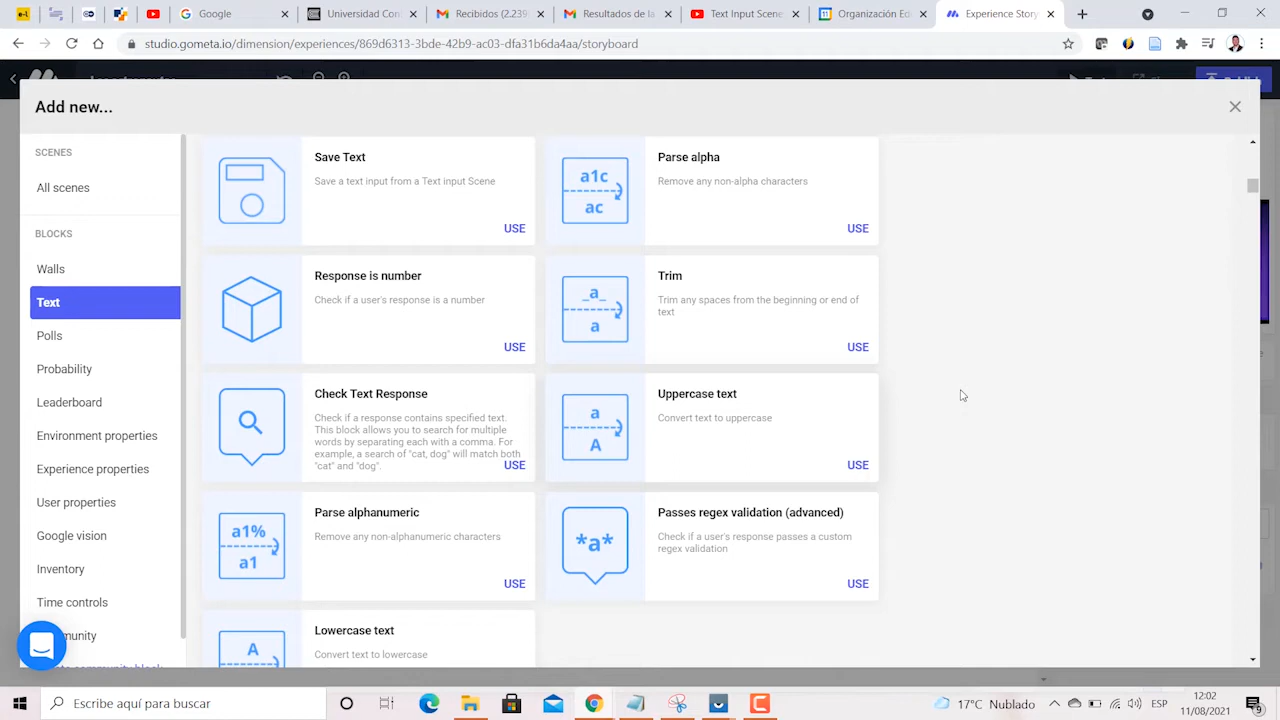 Google
Universidad Con
Recibidos (2.239
Resultados de la
Text Input Scene
Organización Edu
Experience Story
studio.gometa.io/dimension/experiences/869d6313-3bde-42b9-ac03-fa31b6da4aa/storyboard
Add new...
SCENES
All scenes
BLOCKS
Walls
Text
Polls
Probability
Leaderboard
Environment properties
Experience properties
User properties
Google vision
Inventory
Time controls
Save Text
Save a text input from a Text input Scene
USE
Parse alpha
Remove any non-alpha characters
USE
a1c
ac
Response is number
Check if a user's response is a number
USE
Trim
Trim any spaces from the beginning or end of
text
USE
_a_
a
Check Text Response
Check if a response contains specified text.
This block allows you to search for multiple
words by separating each with a comma. For
example, a search of "cat, dog" will match both
"cat" and "dog".
USE
Uppercase text
Convert text to uppercase
USE
a
A
Parse alphanumeric
Remove any non-alphanumeric characters
USE
a1%
a1
Passes regex validation (advanced)
Check if a user's response passes a custom
regex validation
USE
*a*
Lowercase text
Convert text to lowercase
A
Escribe aquí para buscar
17°C Nublado
ESP
12:02
11/08/2021